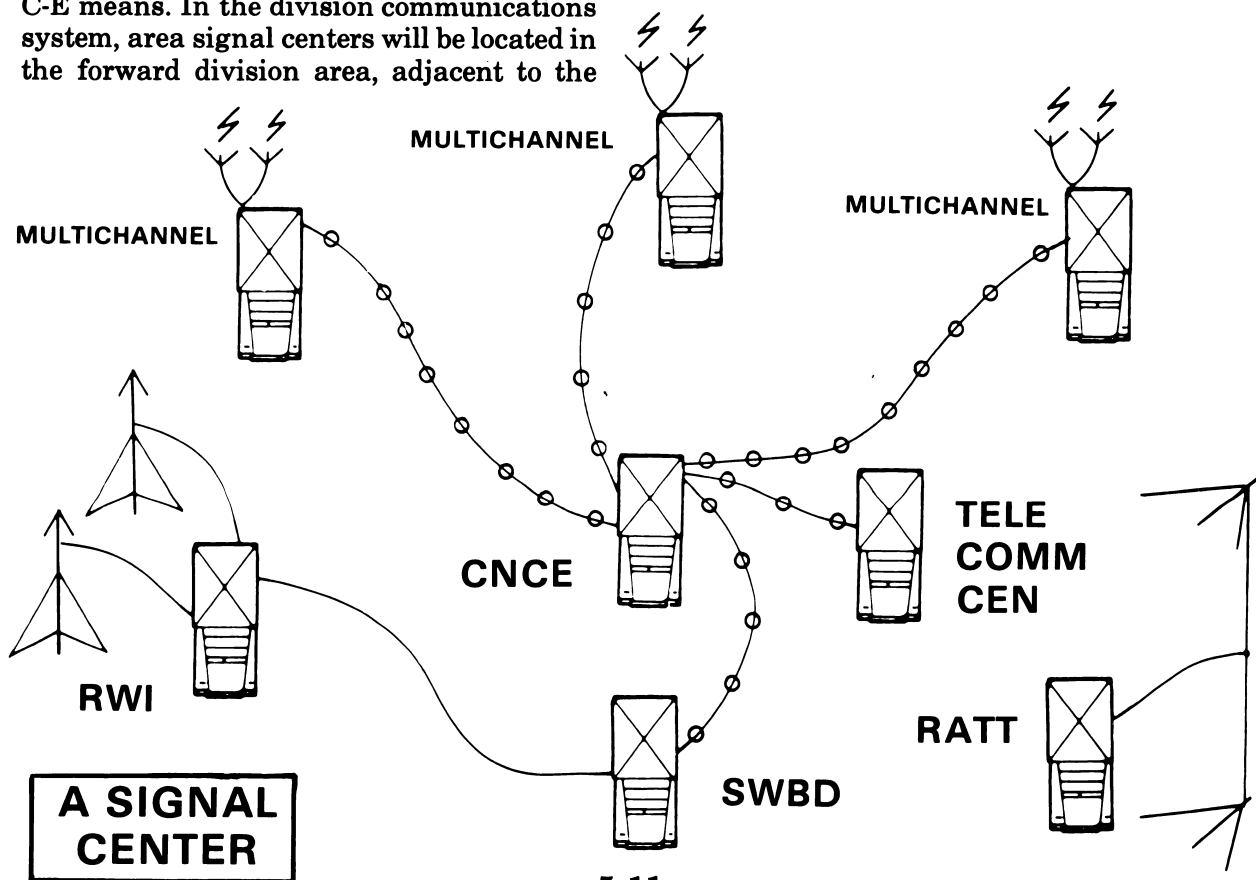 C-E means. In the division communications
system, area signal centers will be located in
the forward division area, adjacent to the
MULTICHANNEL
MULTICHANNEL
MULTICHANNEL
CNCE
TELE
COMM
CEN
RWI
RATT
SWBD
A SIGNAL
CENTER